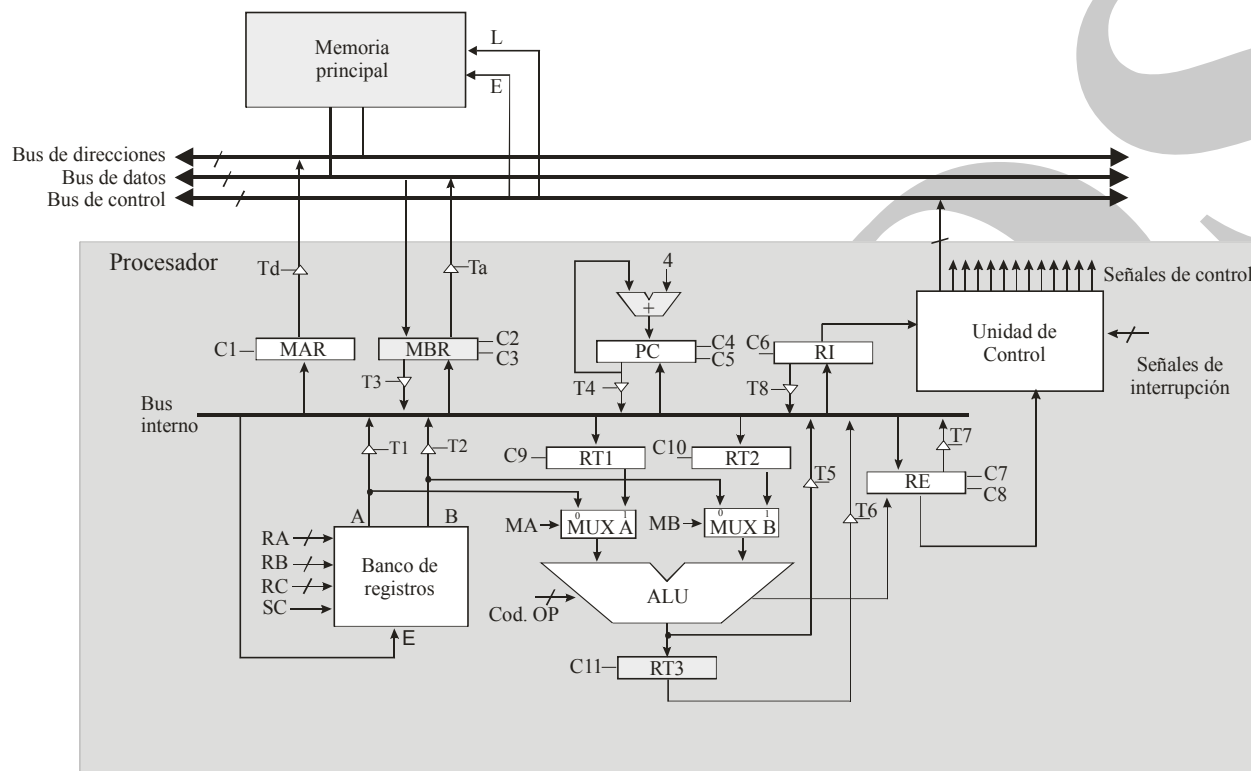 Memoria
principal
L
E
Bus de direcciones
Bus de datos
Bus de control
Procesador
Td
Ta
4
+
Señales de control
Unidad de
Control
Señales de
interrupción
C1
MAR
MBR
C2
C3
PC
C4
C5
C6
RI
T3
T4
T8
Bus
interno
T1
T2
C9
RT1
C10
RT2
T5
T7
RE
C7
C8
T6
A
B
MA
0
1
MUX A
MB
0
1
MUX B
RA
RB
RC
SC
Banco de
registros
E
Cod. OP
ALU
C11
RT3